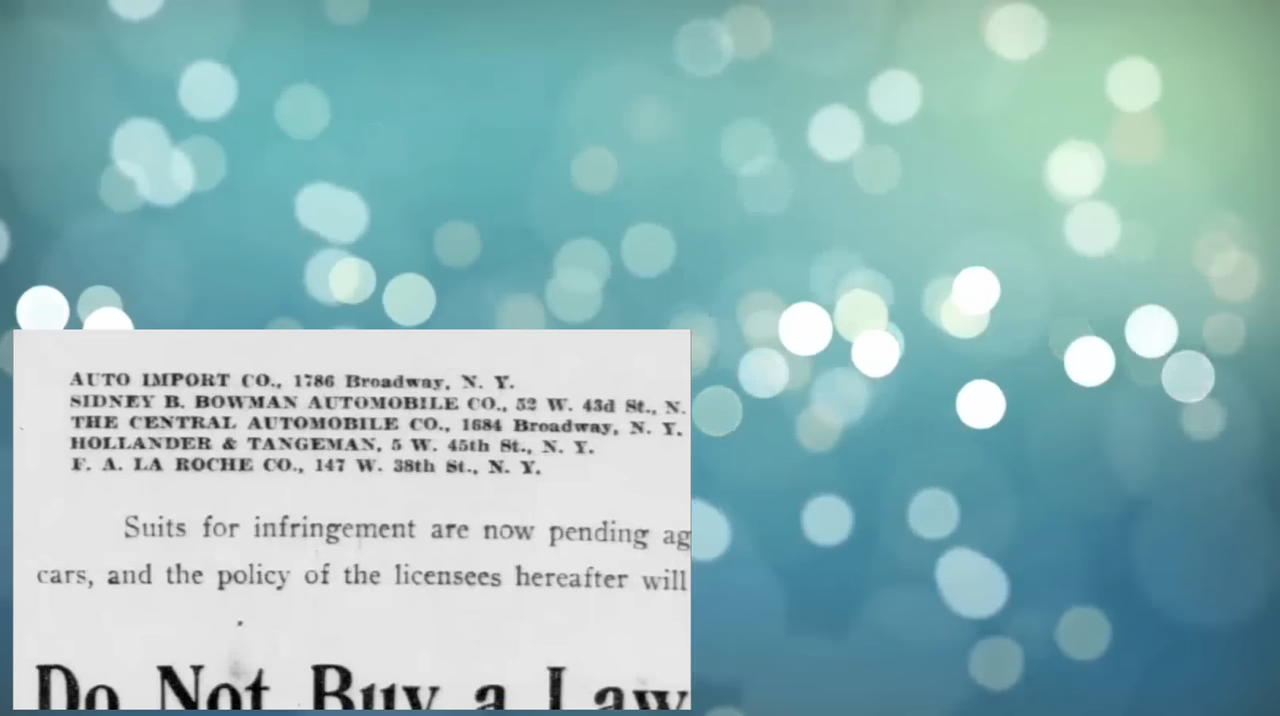 AUTO IMPORT CO., 1786 Broadway, N. Y.
SIDNEY B. BOWMAN AUTOMOBILE CO., 52 W. 43d St., N.
THE CENTRAL AUTOMOBILE CO., 1684 Broadway, N. Y.
HOLLANDER & TANGEMAN, 5 W. 45th St., N. Y.
F. A. LA ROCHE CO., 147 W. 38th St., N. Y.
Suits for infringement are now pending ag
cars, and the policy of the licensees hereafter will
Do Not Buy a Law